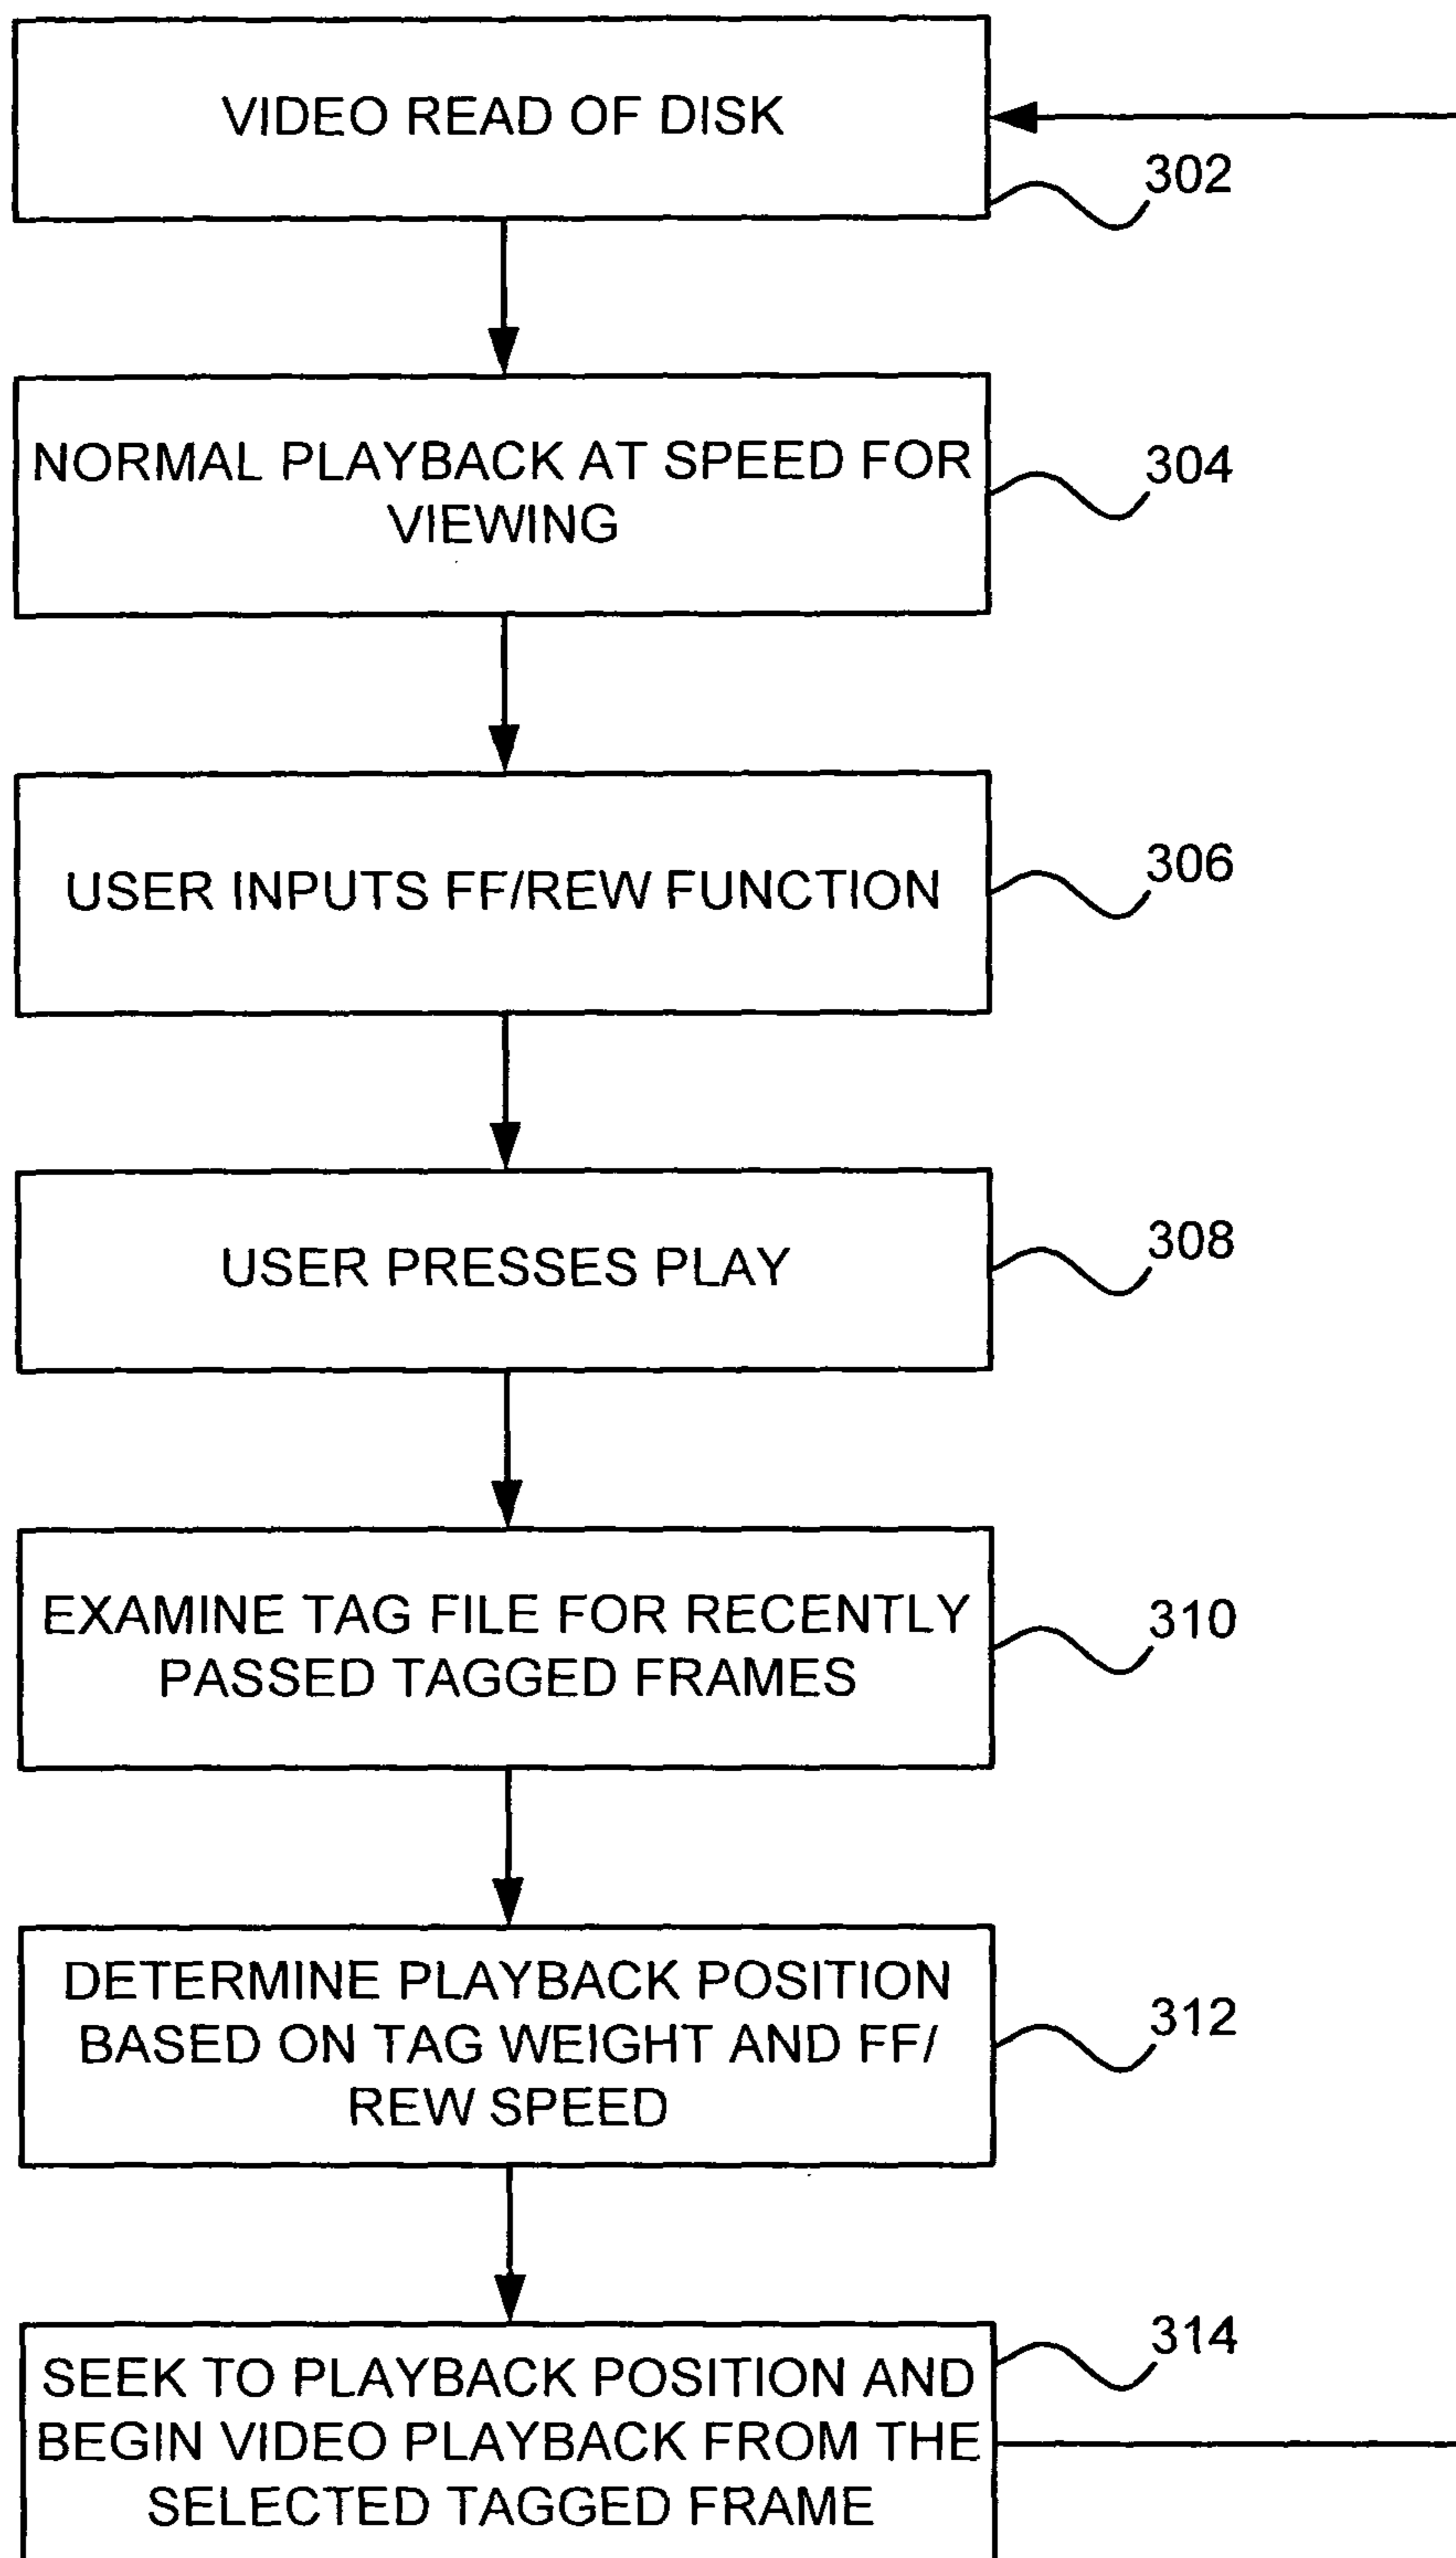 VIDEO READ OF DISK
302
NORMAL PLAYBACK AT SPEED FOR
VIEWING
304
USER INPUTS FF/REW FUNCTION
306
USER PRESSES PLAY
308
EXAMINE TAG FILE FOR RECENTLY
PASSED TAGGED FRAMES
310
DETERMINE PLAYBACK POSITION
BASED ON TAG WEIGHT AND FF/
REW SPEED
312
SEEK TO PLAYBACK POSITION AND
BEGIN VIDEO PLAYBACK FROM THE
SELECTED TAGGED FRAME
314